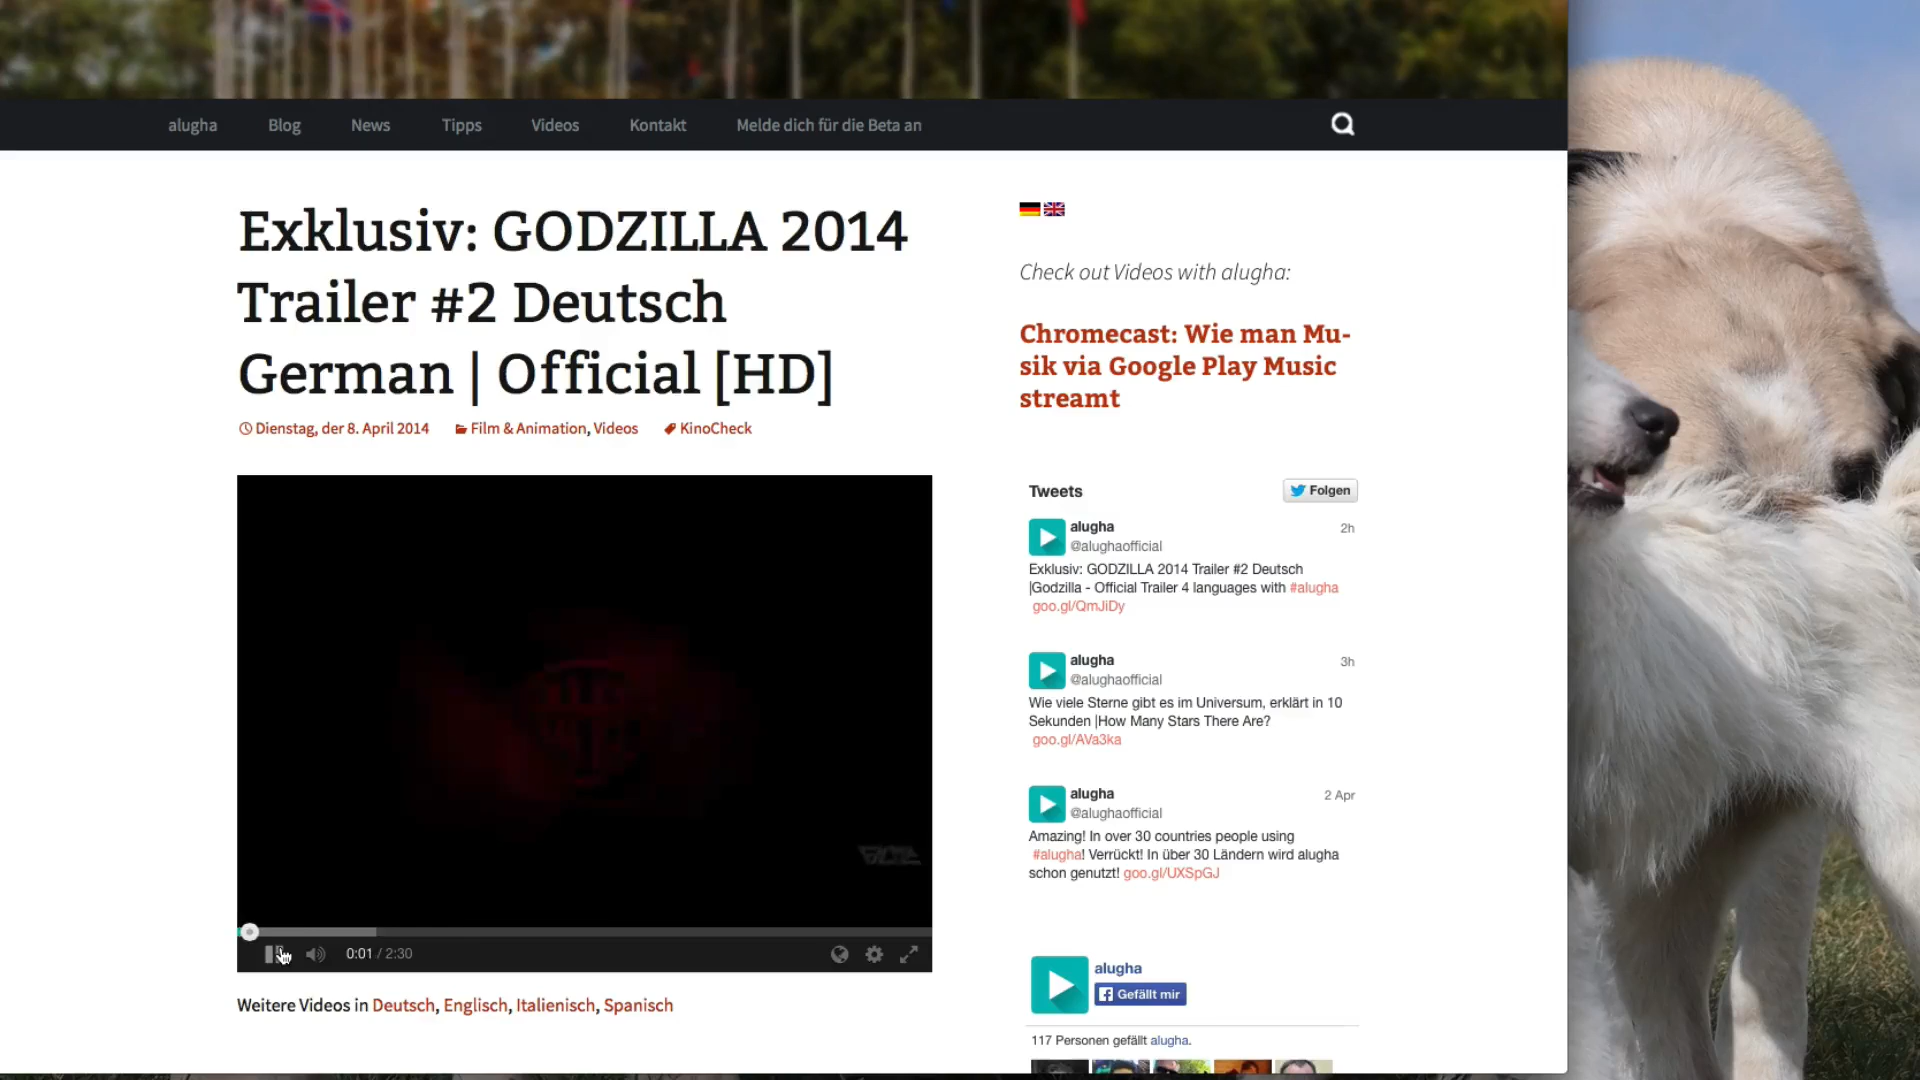 alugha Blog News Tipps Videos Kontakt Melde dich für die Beta an
Exklusiv: GODZILLA 2014
Trailer #2 Deutsch
German | Official [HD]
Dienstag, der 8. April 2014 Film & Animation, Videos KinoCheck
0:01 / 2:30
Weitere Videos in Deutsch, Englisch, Italienisch, Spanisch
Check out Videos with alugha:
Chromecast: Wie man Mu-
sik via Google Play Music
streamt
Tweets Folgen
alugha 2h
@alughaofficial
Exklusiv: GODZILLA 2014 Trailer #2 Deutsch
|Godzilla - Official Trailer 4 languages with #alugha
goo.gl/QmJiDy
alugha 3h
@alughaofficial
Wie viele Sterne gibt es im Universum, erklärt in 10
Sekunden |How Many Stars There Are?
goo.gl/AVa3ka
alugha 2 Apr
@alughaofficial
Amazing! In over 30 countries people using
#alugha! Verrückt! In über 30 Ländern wird alugha
schon genutzt! goo.gl/UXSpGJ
alugha
Gefällt mir
117 Personen gefällt alugha.